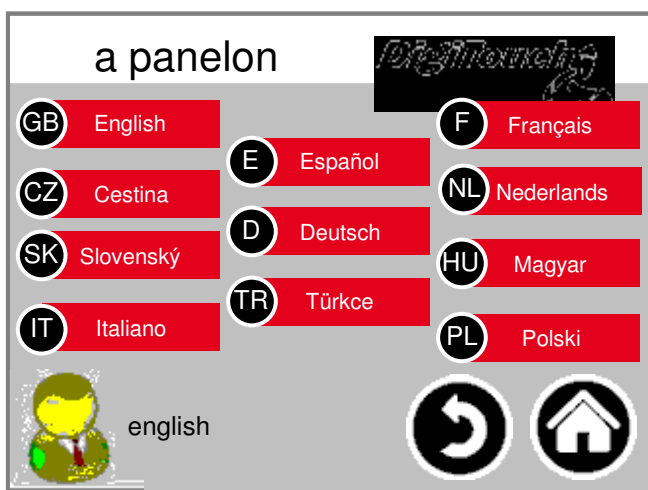 a panelon
DigiTouch
GB English
CZ Cestina
SK Slovenský
IT Italiano
E Español
D Deutsch
TR Türkce
F Français
NL Nederlands
HU Magyar
PL Polski
english